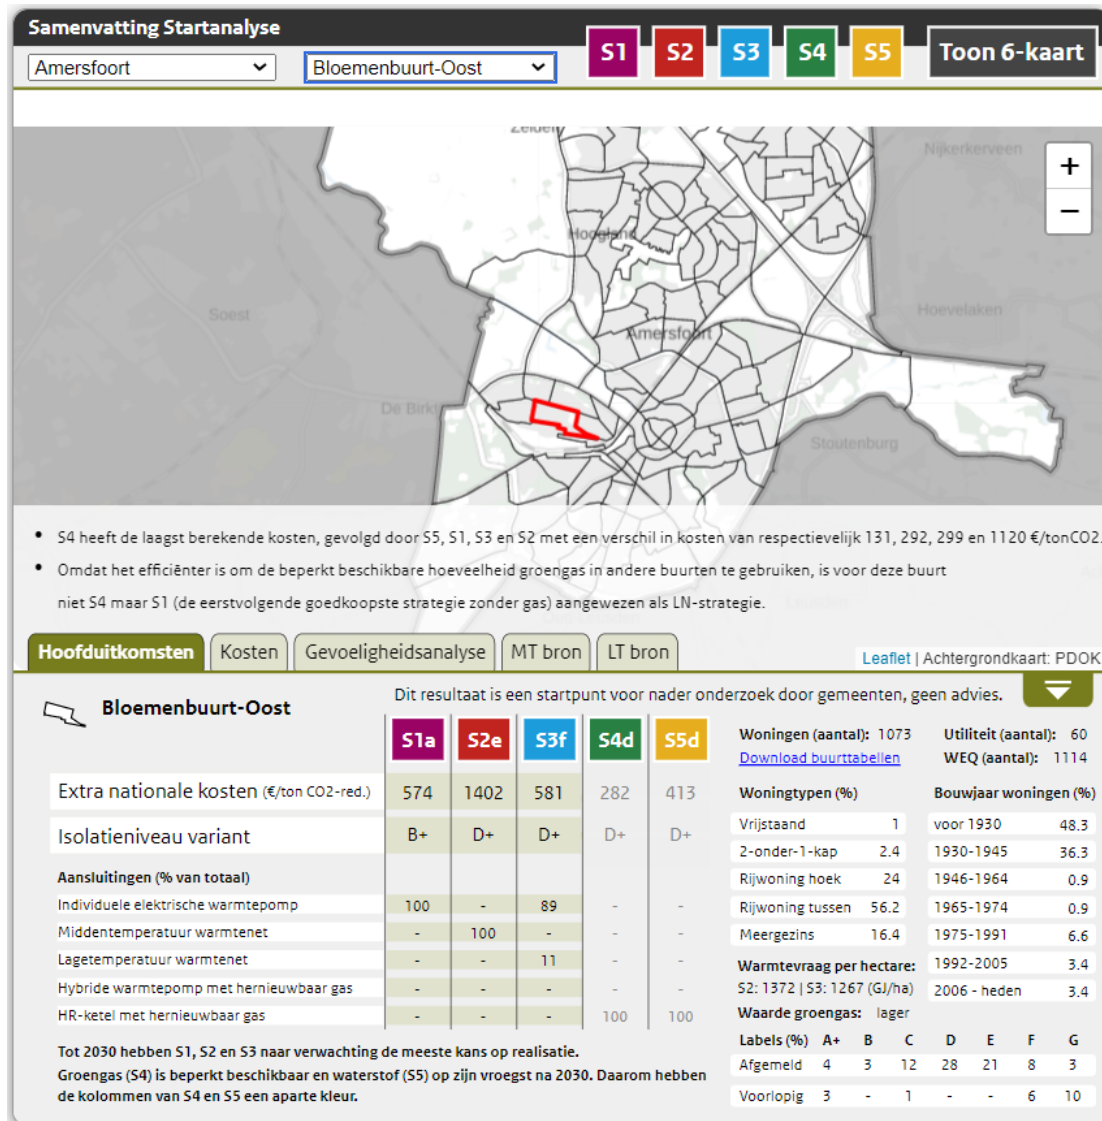 Samenvatting Startanalyse
Amersfoort
Bloemenbuurt-Oost
S1 S2 S3 S4 S5
Toon 6-kaart
Nijkerkerveen
+
−
Hoogland
Hoevelaken
Soest
Amersfoort
De Birkt
Stoutenburg
• S4 heeft de laagst berekende kosten, gevolgd door S5, S1, S3 en S2 met een verschil in kosten van respectievelijk 131, 292, 299 en 1120 €/tonCO2.
• Omdat het efficiënter is om de beperkt beschikbare hoeveelheid groengas in andere buurten te gebruiken, is voor deze buurt
niet S4 maar S1 (de eerstvolgende goedkoopste strategie zonder gas) aangewezen als LN-strategie.
Hoofduitkomsten Kosten Gevoeligheidsanalyse MT bron LT bron
Leaflet | Achtergrondkaart: PDOK
Dit resultaat is een startpunt voor nader onderzoek door gemeenten, geen advies.
Bloemenbuurt-Oost
S1a S2e S3f S4d S5d
Extra nationale kosten (€/ton CO2-red.) 574 1402 581 282 413
Isolatieniveau variant B+ D+ D+ D+ D+
Aansluitingen (% van totaal)
Individuele elektrische warmtepomp 100 - 89 - -
Middentemperatuur warmtenet - 100 - - -
Lagetemperatuur warmtenet - - 11 - -
Hybride warmtepomp met hernieuwbaar gas - - - - -
HR-ketel met hernieuwbaar gas - - - 100 100
Tot 2030 hebben S1, S2 en S3 naar verwachting de meeste kans op realisatie.
Groengas (S4) is beperkt beschikbaar en waterstof (S5) op zijn vroegst na 2030. Daarom hebben
de kolommen van S4 en S5 een aparte kleur.
Woningen (aantal): 1073 Utiliteit (aantal): 60
Download buurttabellen WEQ (aantal): 1114
Woningtypen (%) Bouwjaar woningen (%)
Vrijstaand 1 voor 1930 48.3
2-onder-1-kap 2.4 1930-1945 36.3
Rijwoning hoek 24 1946-1964 0.9
Rijwoning tussen 56.2 1965-1974 0.9
Meergezins 16.4 1975-1991 6.6
Warmtevraag per hectare: 1992-2005 3.4
S2: 1372 | S3: 1267 (GJ/ha) 2006 - heden 3.4
Waarde groengas: lager
Labels (%) A+ B C D E F G
Afgemeld 4 3 12 28 21 8 3
Voorlopig 3 - 1 - - 6 10